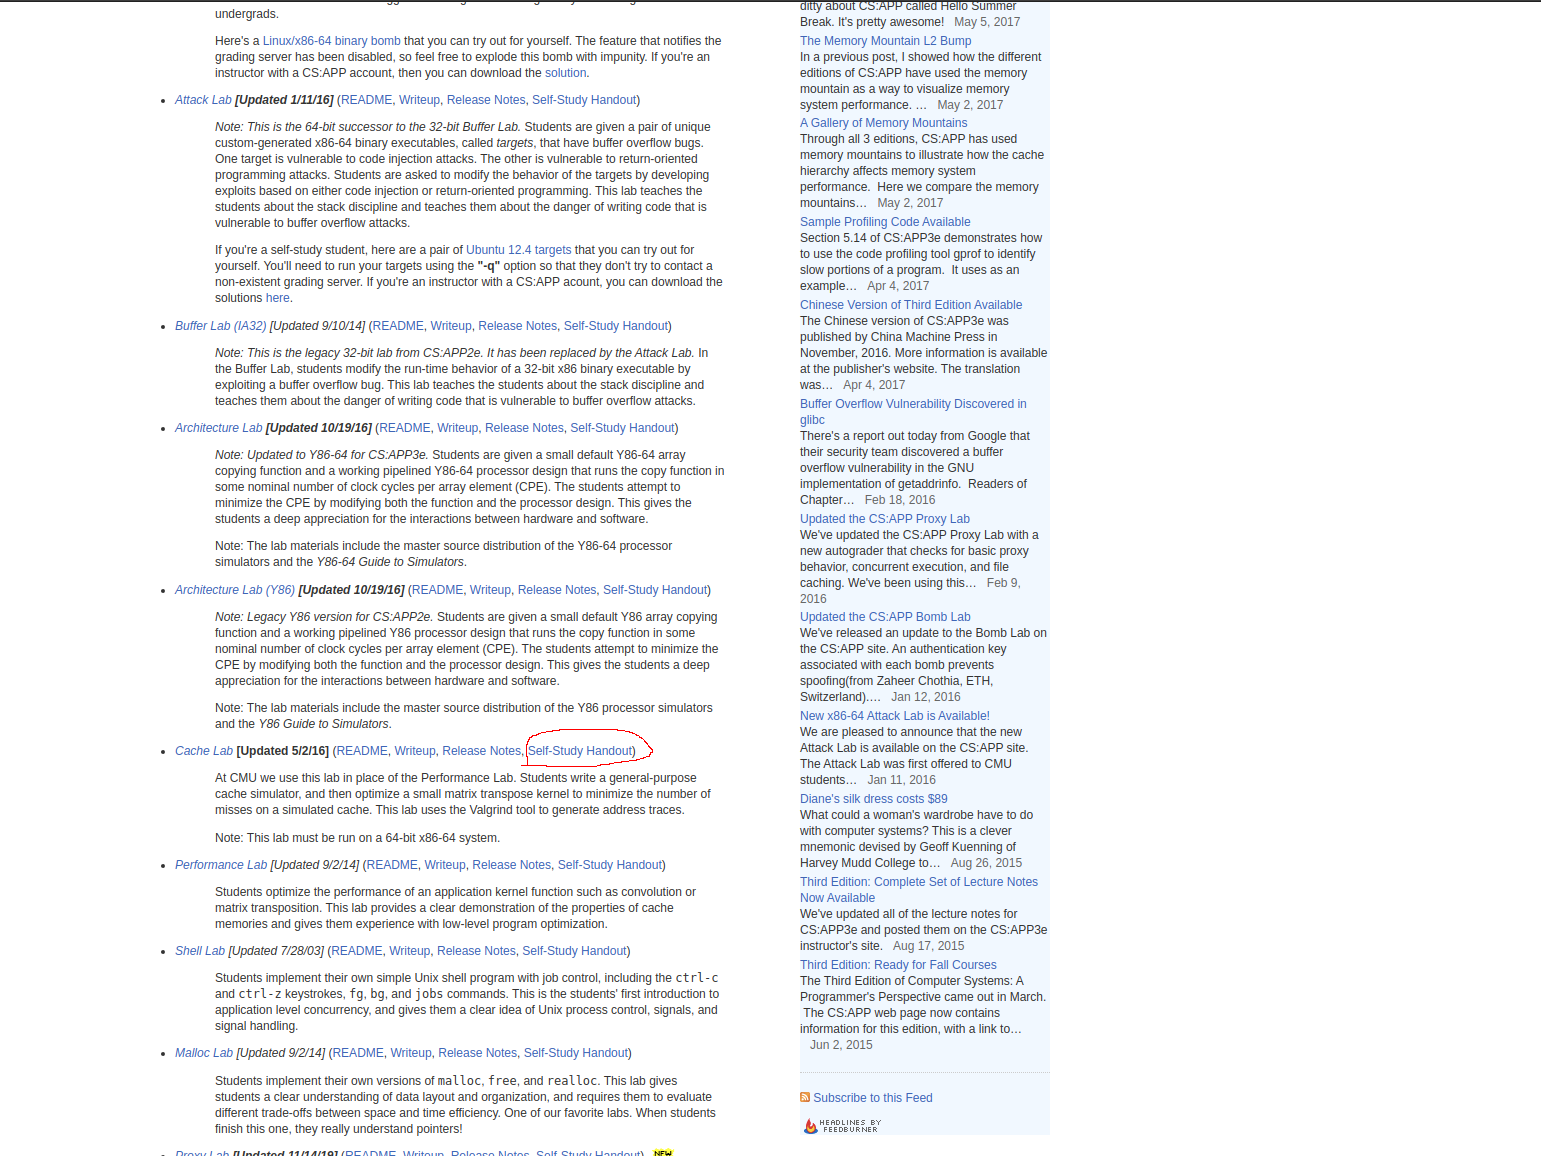 undergrads.
Here's a Linux/x86-64 binary bomb that you can try out for yourself. The feature that notifies the
grading server has been disabled, so feel free to explode this bomb with impunity. If you're an
instructor with a CS:APP account, then you can download the solution.
Attack Lab [Updated 1/11/16] (README, Writeup, Release Notes, Self-Study Handout)
Note: This is the 64-bit successor to the 32-bit Buffer Lab. Students are given a pair of unique
custom-generated x86-64 binary executables, called targets, that have buffer overflow bugs.
One target is vulnerable to code injection attacks. The other is vulnerable to return-oriented
programming attacks. Students are asked to modify the behavior of the targets by developing
exploits based on either code injection or return-oriented programming. This lab teaches the
students about the stack discipline and teaches them about the danger of writing code that is
vulnerable to buffer overflow attacks.
If you're a self-study student, here are a pair of Ubuntu 12.4 targets that you can try out for
yourself. You'll need to run your targets using the "-q" option so that they don't try to contact a
non-existent grading server. If you're an instructor with a CS:APP acount, you can download the
solutions here.
Buffer Lab (IA32) [Updated 9/10/14] (README, Writeup, Release Notes, Self-Study Handout)
Note: This is the legacy 32-bit lab from CS:APP2e. It has been replaced by the Attack Lab. In
the Buffer Lab, students modify the run-time behavior of a 32-bit x86 binary executable by
exploiting a buffer overflow bug. This lab teaches the students about the stack discipline and
teaches them about the danger of writing code that is vulnerable to buffer overflow attacks.
Architecture Lab [Updated 10/19/16] (README, Writeup, Release Notes, Self-Study Handout)
Note: Updated to Y86-64 for CS:APP3e. Students are given a small default Y86-64 array
copying function and a working pipelined Y86-64 processor design that runs the copy function in
some nominal number of clock cycles per array element (CPE). The students attempt to
minimize the CPE by modifying both the function and the processor design. This gives the
students a deep appreciation for the interactions between hardware and software.
Note: The lab materials include the master source distribution of the Y86-64 processor
simulators and the Y86-64 Guide to Simulators.
Architecture Lab (Y86) [Updated 10/19/16] (README, Writeup, Release Notes, Self-Study Handout)
Note: Legacy Y86 version for CS:APP2e. Students are given a small default Y86 array copying
function and a working pipelined Y86 processor design that runs the copy function in some
nominal number of clock cycles per array element (CPE). The students attempt to minimize the
CPE by modifying both the function and the processor design. This gives the students a deep
appreciation for the interactions between hardware and software.
Note: The lab materials include the master source distribution of the Y86 processor simulators
and the Y86 Guide to Simulators.
Cache Lab [Updated 5/2/16] (README, Writeup, Release Notes, Self-Study Handout)
At CMU we use this lab in place of the Performance Lab. Students write a general-purpose
cache simulator, and then optimize a small matrix transpose kernel to minimize the number of
misses on a simulated cache. This lab uses the Valgrind tool to generate address traces.
Note: This lab must be run on a 64-bit x86-64 system.
Performance Lab [Updated 9/2/14] (README, Writeup, Release Notes, Self-Study Handout)
Students optimize the performance of an application kernel function such as convolution or
matrix transposition. This lab provides a clear demonstration of the properties of cache
memories and gives them experience with low-level program optimization.
Shell Lab [Updated 7/28/03] (README, Writeup, Release Notes, Self-Study Handout)
Students implement their own simple Unix shell program with job control, including the ctrl-c
and ctrl-z keystrokes, fg, bg, and jobs commands. This is the students' first introduction to
application level concurrency, and gives them a clear idea of Unix process control, signals, and
signal handling.
Malloc Lab [Updated 9/2/14] (README, Writeup, Release Notes, Self-Study Handout)
Students implement their own versions of malloc, free, and realloc. This lab gives
students a clear understanding of data layout and organization, and requires them to evaluate
different trade-offs between space and time efficiency. One of our favorite labs. When students
finish this one, they really understand pointers!
Proxy Lab [Updated 11/14/19] (README, Writeup, Release Notes, Self-Study Handout) NEW
ditty about CS:APP called Hello Summer
Break. It's pretty awesome! May 5, 2017
The Memory Mountain L2 Bump
In a previous post, I showed how the different
editions of CS:APP have used the memory
mountain as a way to visualize memory
system performance. … May 2, 2017
A Gallery of Memory Mountains
Through all 3 editions, CS:APP has used
memory mountains to illustrate how the cache
hierarchy affects memory system
performance. Here we compare the memory
mountains… May 2, 2017
Sample Profiling Code Available
Section 5.14 of CS:APP3e demonstrates how
to use the code profiling tool gprof to identify
slow portions of a program. It uses as an
example… Apr 4, 2017
Chinese Version of Third Edition Available
The Chinese version of CS:APP3e was
published by China Machine Press in
November, 2016. More information is available
at the publisher's website. The translation
was… Apr 4, 2017
Buffer Overflow Vulnerability Discovered in
glibc
There's a report out today from Google that
their security team discovered a buffer
overflow vulnerability in the GNU
implementation of getaddrinfo. Readers of
Chapter… Feb 18, 2016
Updated the CS:APP Proxy Lab
We've updated the CS:APP Proxy Lab with a
new autograder that checks for basic proxy
behavior, concurrent execution, and file
caching. We've been using this… Feb 9,
2016
Updated the CS:APP Bomb Lab
We've released an update to the Bomb Lab on
the CS:APP site. An authentication key
associated with each bomb prevents
spoofing(from Zaheer Chothia, ETH,
Switzerland).… Jan 12, 2016
New x86-64 Attack Lab is Available!
We are pleased to announce that the new
Attack Lab is available on the CS:APP site.
The Attack Lab was first offered to CMU
students… Jan 11, 2016
Diane's silk dress costs $89
What could a woman's wardrobe have to do
with computer systems? This is a clever
mnemonic devised by Geoff Kuenning of
Harvey Mudd College to… Aug 26, 2015
Third Edition: Complete Set of Lecture Notes
Now Available
We've updated all of the lecture notes for
CS:APP3e and posted them on the CS:APP3e
instructor's site. Aug 17, 2015
Third Edition: Ready for Fall Courses
The Third Edition of Computer Systems: A
Programmer's Perspective came out in March.
The CS:APP web page now contains
information for this edition, with a link to…
Jun 2, 2015
Subscribe to this Feed
HEADLINES BY
FEEDBURNER